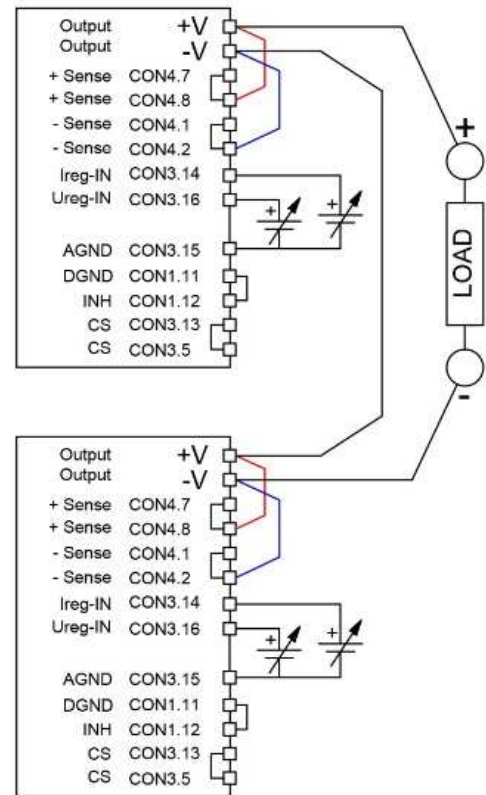 Output +V
Output -V
+ Sense CON4.7
+ Sense CON4.8
- Sense CON4.1
- Sense CON4.2
Ireg-IN CON3.14
Ureg-IN CON3.16
+ +
AGND CON3.15
DGND CON1.11
INH CON1.12
CS CON3.13
CS CON3.5
+
LOAD
-
Output +V
Output -V
+ Sense CON4.7
+ Sense CON4.8
- Sense CON4.1
- Sense CON4.2
Ireg-IN CON3.14
Ureg-IN CON3.16
+ +
AGND CON3.15
DGND CON1.11
INH CON1.12
CS CON3.13
CS CON3.5